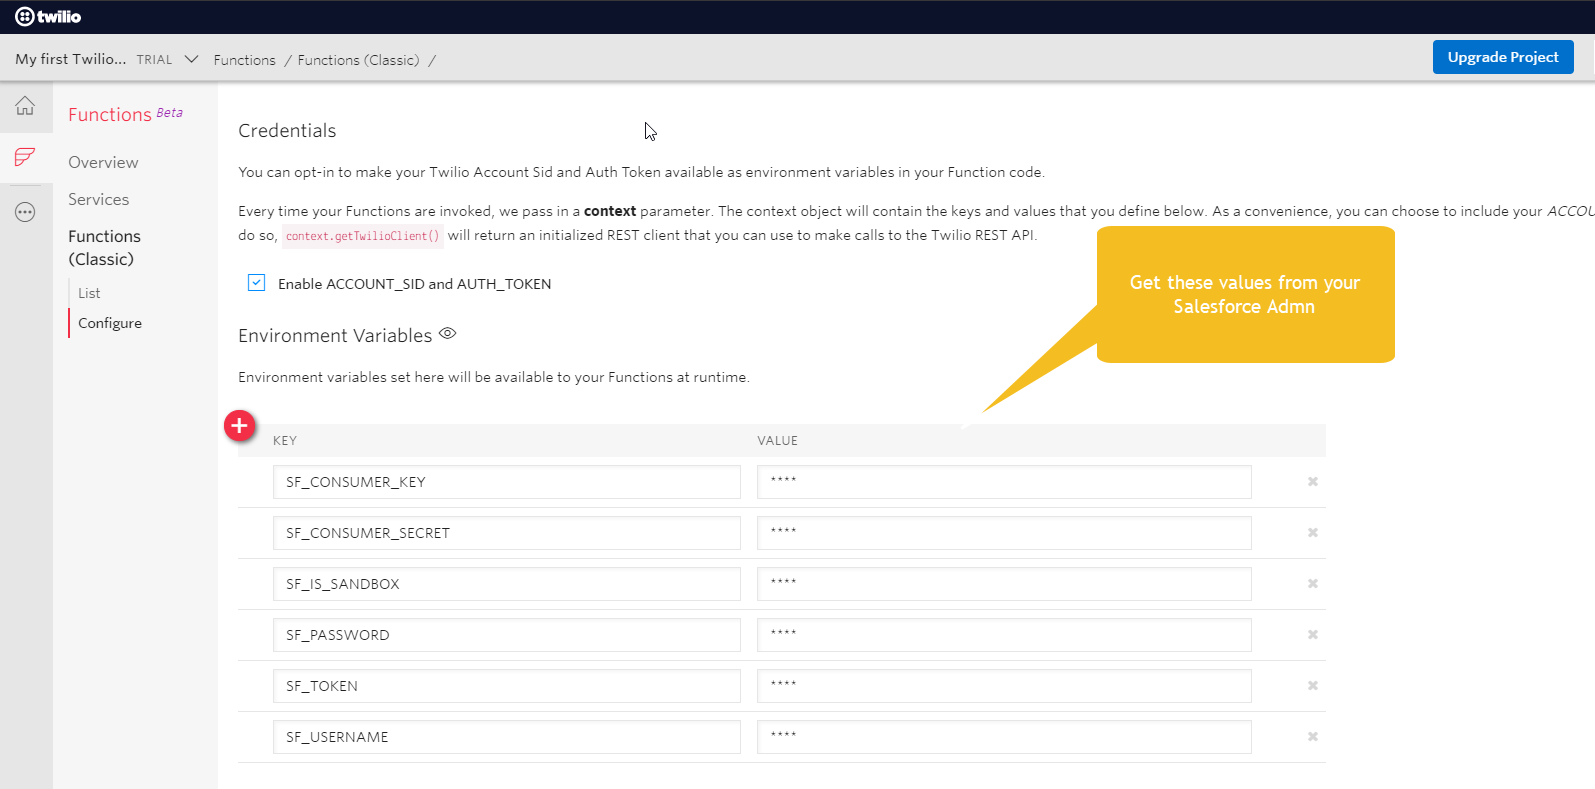 twilio
My first Twilio... TRIAL Functions / Functions (Classic) /
Upgrade Project
Functions Beta
Overview
Services
Functions
(Classic)
List
Configure
Credentials
You can opt-in to make your Twilio Account Sid and Auth Token available as environment variables in your Function code.
Every time your Functions are invoked, we pass in a context parameter. The context object will contain the keys and values that you define below. As a convenience, you can choose to include your ACCOU
do so, context.getTwilioClient() will return an initialized REST client that you can use to make calls to the Twilio REST API.
Get these values from your
Salesforce Admn
Enable ACCOUNT_SID and AUTH_TOKEN
Environment Variables
Environment variables set here will be available to your Functions at runtime.
KEY VALUE
SF_CONSUMER_KEY ****
SF_CONSUMER_SECRET ****
SF_IS_SANDBOX ****
SF_PASSWORD ****
SF_TOKEN ****
SF_USERNAME ****